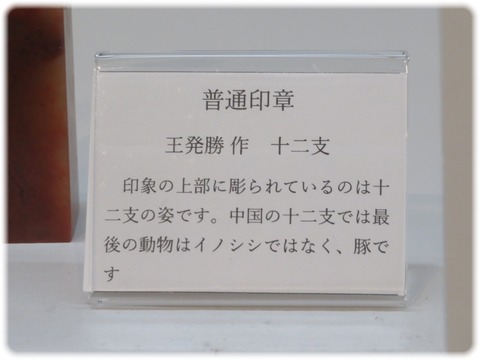 普通印章
王発勝 作　十二支
　印象の上部に彫られているのは十
二支の姿です。中国の十二支では最
後の動物はイノシシではなく、豚で
す